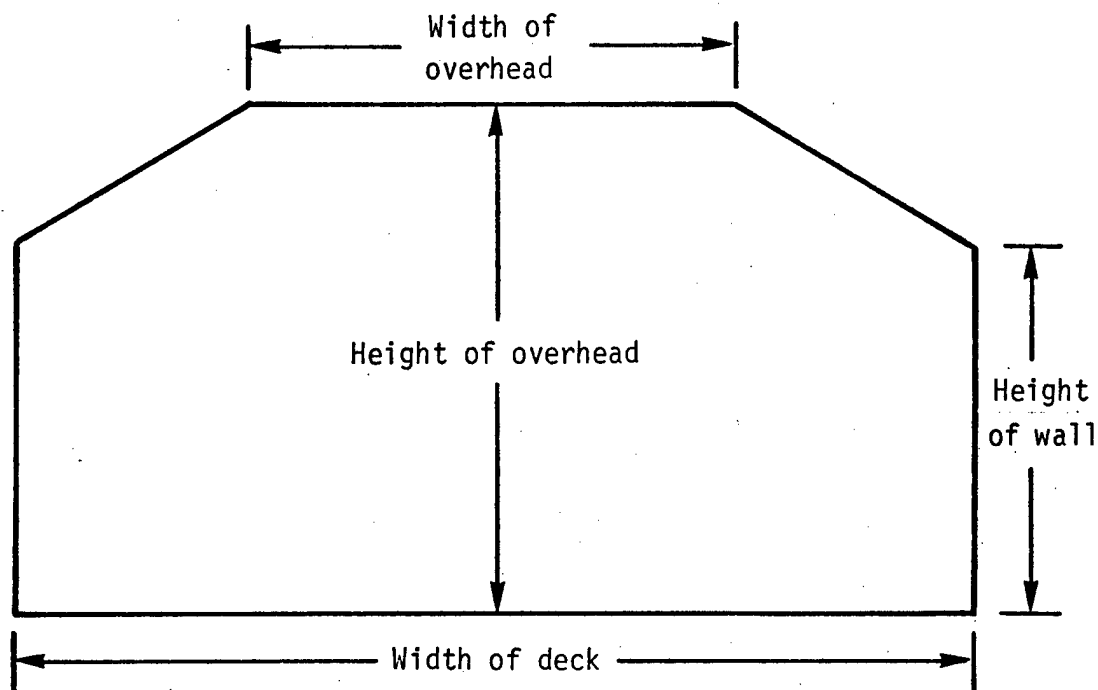 Width of
overhead
Height of overhead
Height
of wall
Width of deck